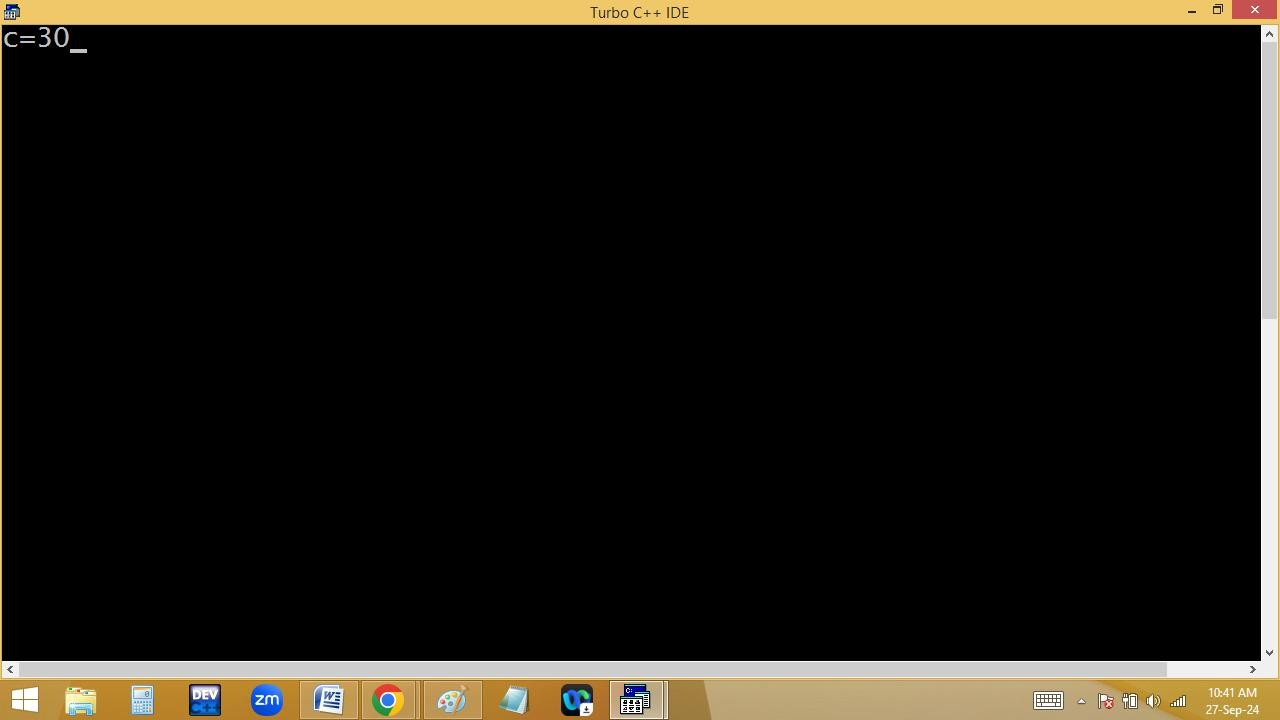 Turbo C++ IDE
c=30_
DEV
C++
zm
W
C:\
10:41 AM
27-Sep-24